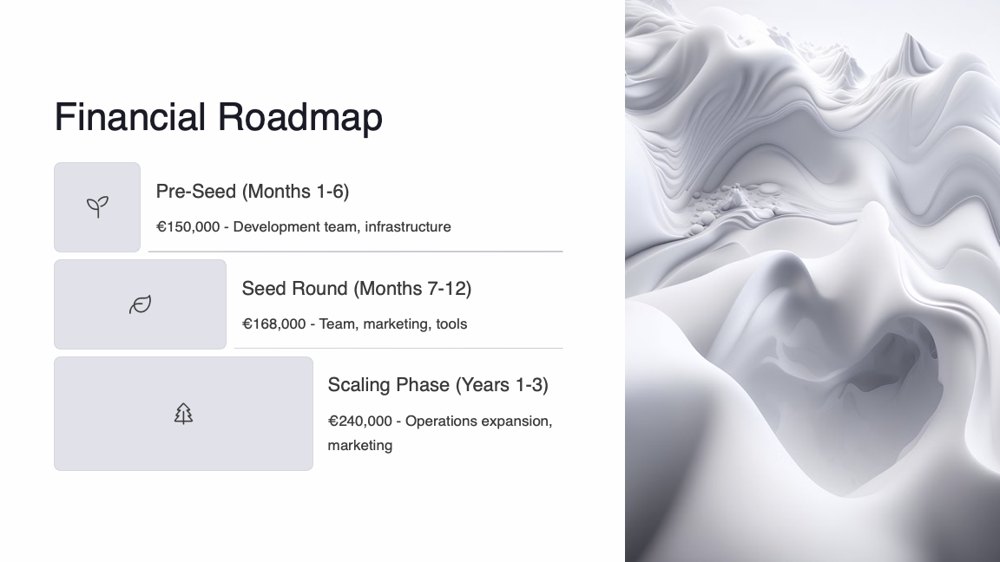 Financial Roadmap
Pre-Seed (Months 1-6)
€150,000 - Development team, infrastructure
Seed Round (Months 7-12)
€168,000 - Team, marketing, tools
Scaling Phase (Years 1-3)
€240,000 - Operations expansion,
marketing